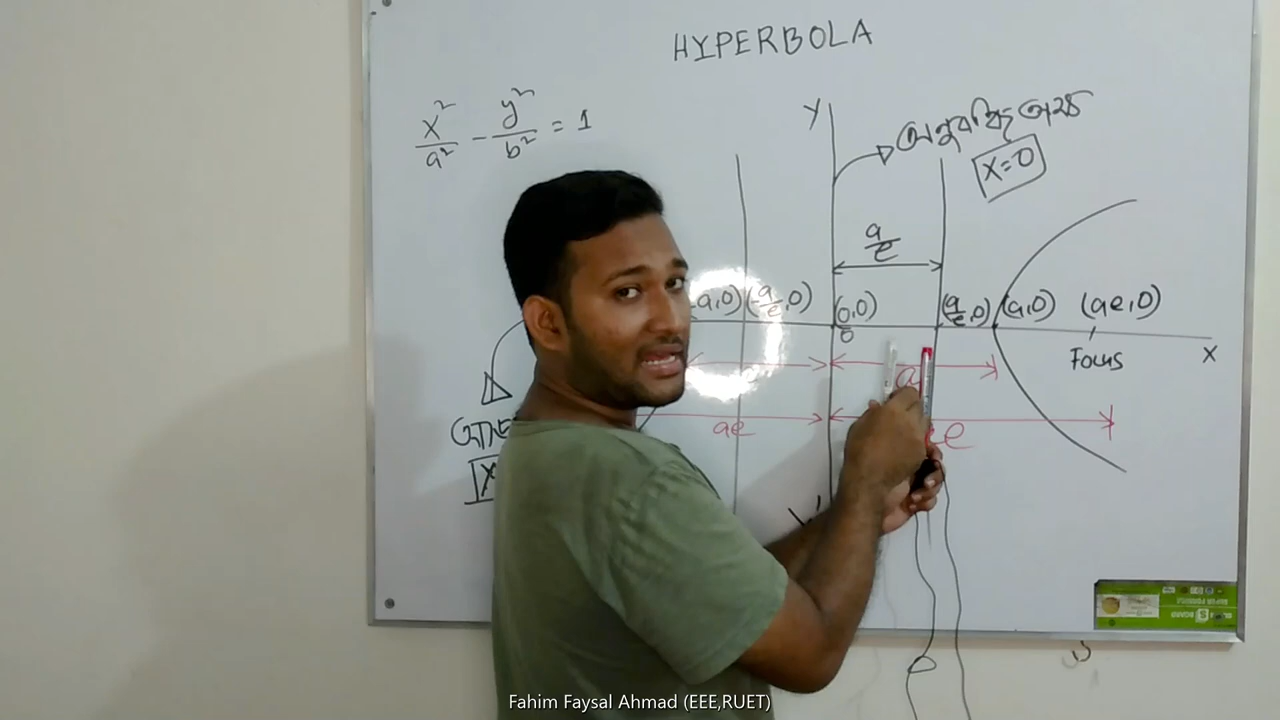 HYPERBOLA
x²/a² - y²/b² = 1
y
অনুবন্ধি অক্ষ
x=0
a/e
(a,0) (-a/e,0) (0,0) (a/e,0) (a,0) (ae,0)
0
Focus
X
a
ae
e
X
y'
Fahim Faysal Ahmad (EEE,RUET)